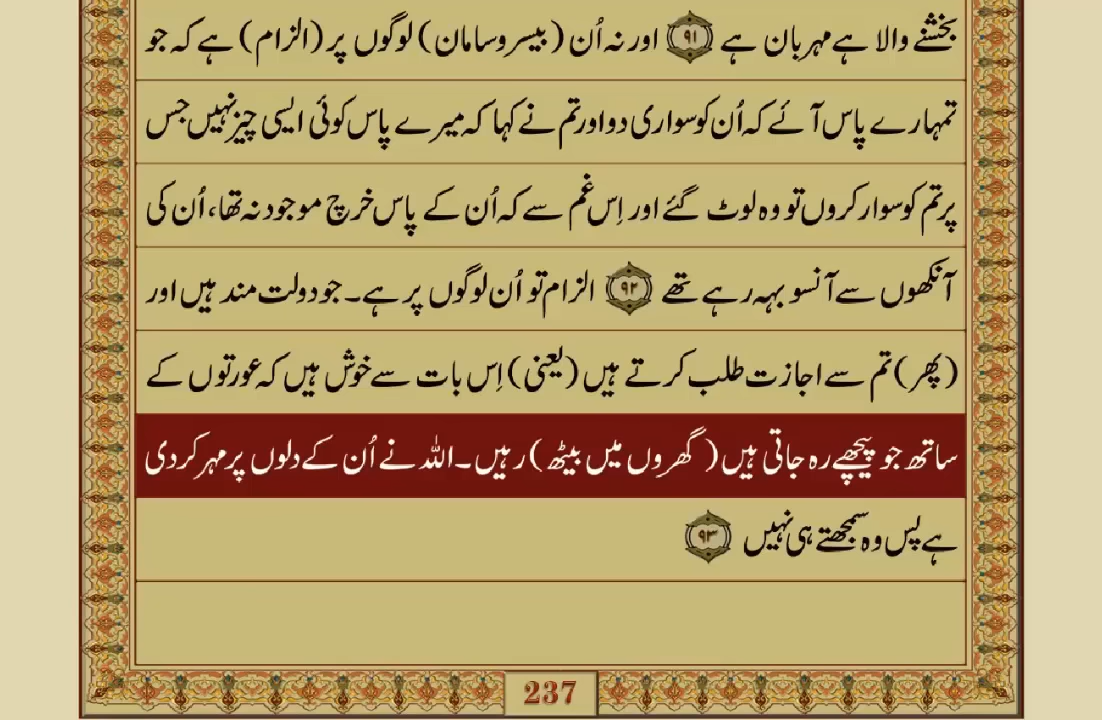 بخشنے والا ہے مہربان ہے ﴿۹۱﴾ اور نہ اُن (بیسروسامان) لوگوں پر (الزام) ہے کہ جو
تمہارے پاس آئے کہ اُن کو سواری دو اور تم نے کہا کہ میرے پاس کوئی ایسی چیز نہیں جس
پر تم کو سوار کروں تو وہ لوٹ گئے اور اِس غم سے کہ اُن کے پاس خرچ موجود نہ تھا، اُن کی
آنکھوں سے آنسو بہہ رہے تھے ﴿۹۲﴾ الزام تو اُن لوگوں پر ہے۔ جو دولت مند ہیں اور
(پھر) تم سے اجازت طلب کرتے ہیں (یعنی) اِس بات سے خوش ہیں کہ عورتوں کے
ساتھ جو پیچھے رہ جاتی ہیں (گھروں میں بیٹھ) رہیں۔ اللہ نے اُن کے دلوں پر مہر کردی
ہے پس وہ سمجھتے ہی نہیں ﴿۹۳﴾
237